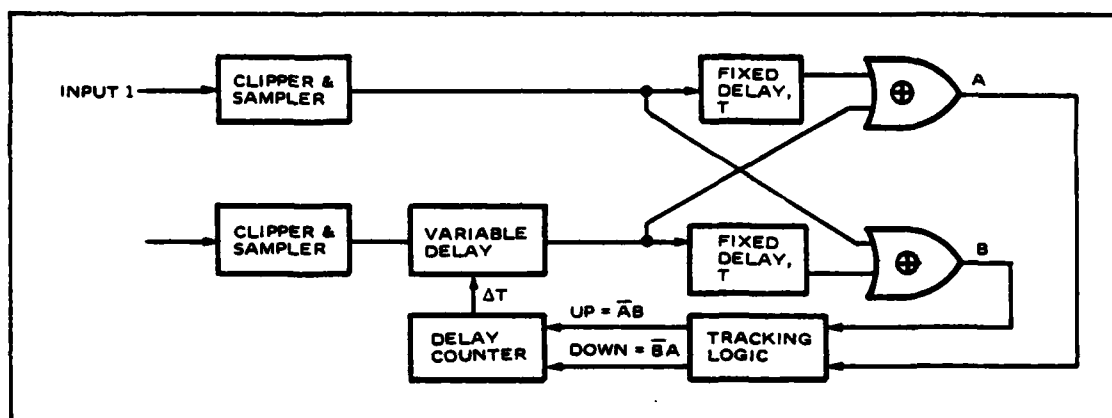 INPUT 1
CLIPPER &
SAMPLER
FIXED
DELAY,
T
⊕
A
CLIPPER &
SAMPLER
VARIABLE
DELAY
FIXED
DELAY,
T
⊕
B
ΔT
UP = A̅B
DOWN = B̅A
DELAY
COUNTER
TRACKING
LOGIC